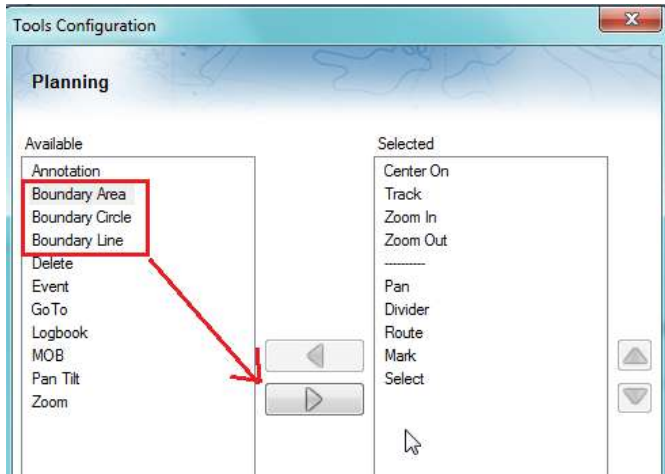 Tools Configuration
Planning
Available
Annotation
Boundary Area
Boundary Circle
Boundary Line
Delete
Event
GoTo
Logbook
MOB
Pan Tilt
Zoom
Selected
Center On
Track
Zoom In
Zoom Out
----------
Pan
Divider
Route
Mark
Select